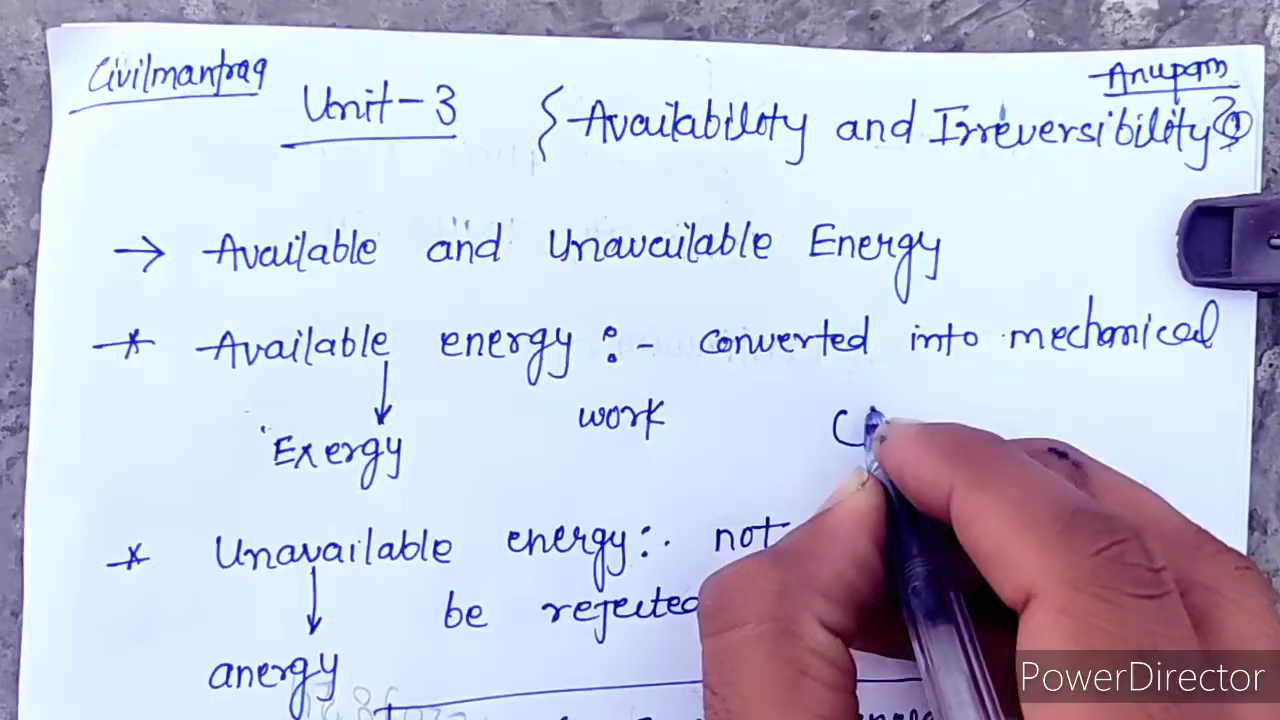 Civilmantraa
Anupam
Unit-3 {Availability and Irreversibility}
→ Available and Unavailable Energy
* Available energy :- converted into mechanical
work C
Exergy
* Unavailable energy :- not
be rejected
anergy
PowerDirector